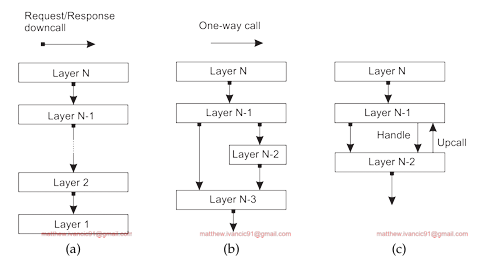 Request/Response
downcall
One-way call
Layer N
Layer N-1
Layer 2
Layer 1
matthew.ivancic91@gmail.com
(a)
Layer N
Layer N-1
Layer N-2
Layer N-3
matthew.ivancic91@gmail.com
(b)
Layer N
Layer N-1
Handle
Upcall
Layer N-2
matthew.ivancic91@gmail.com
(c)